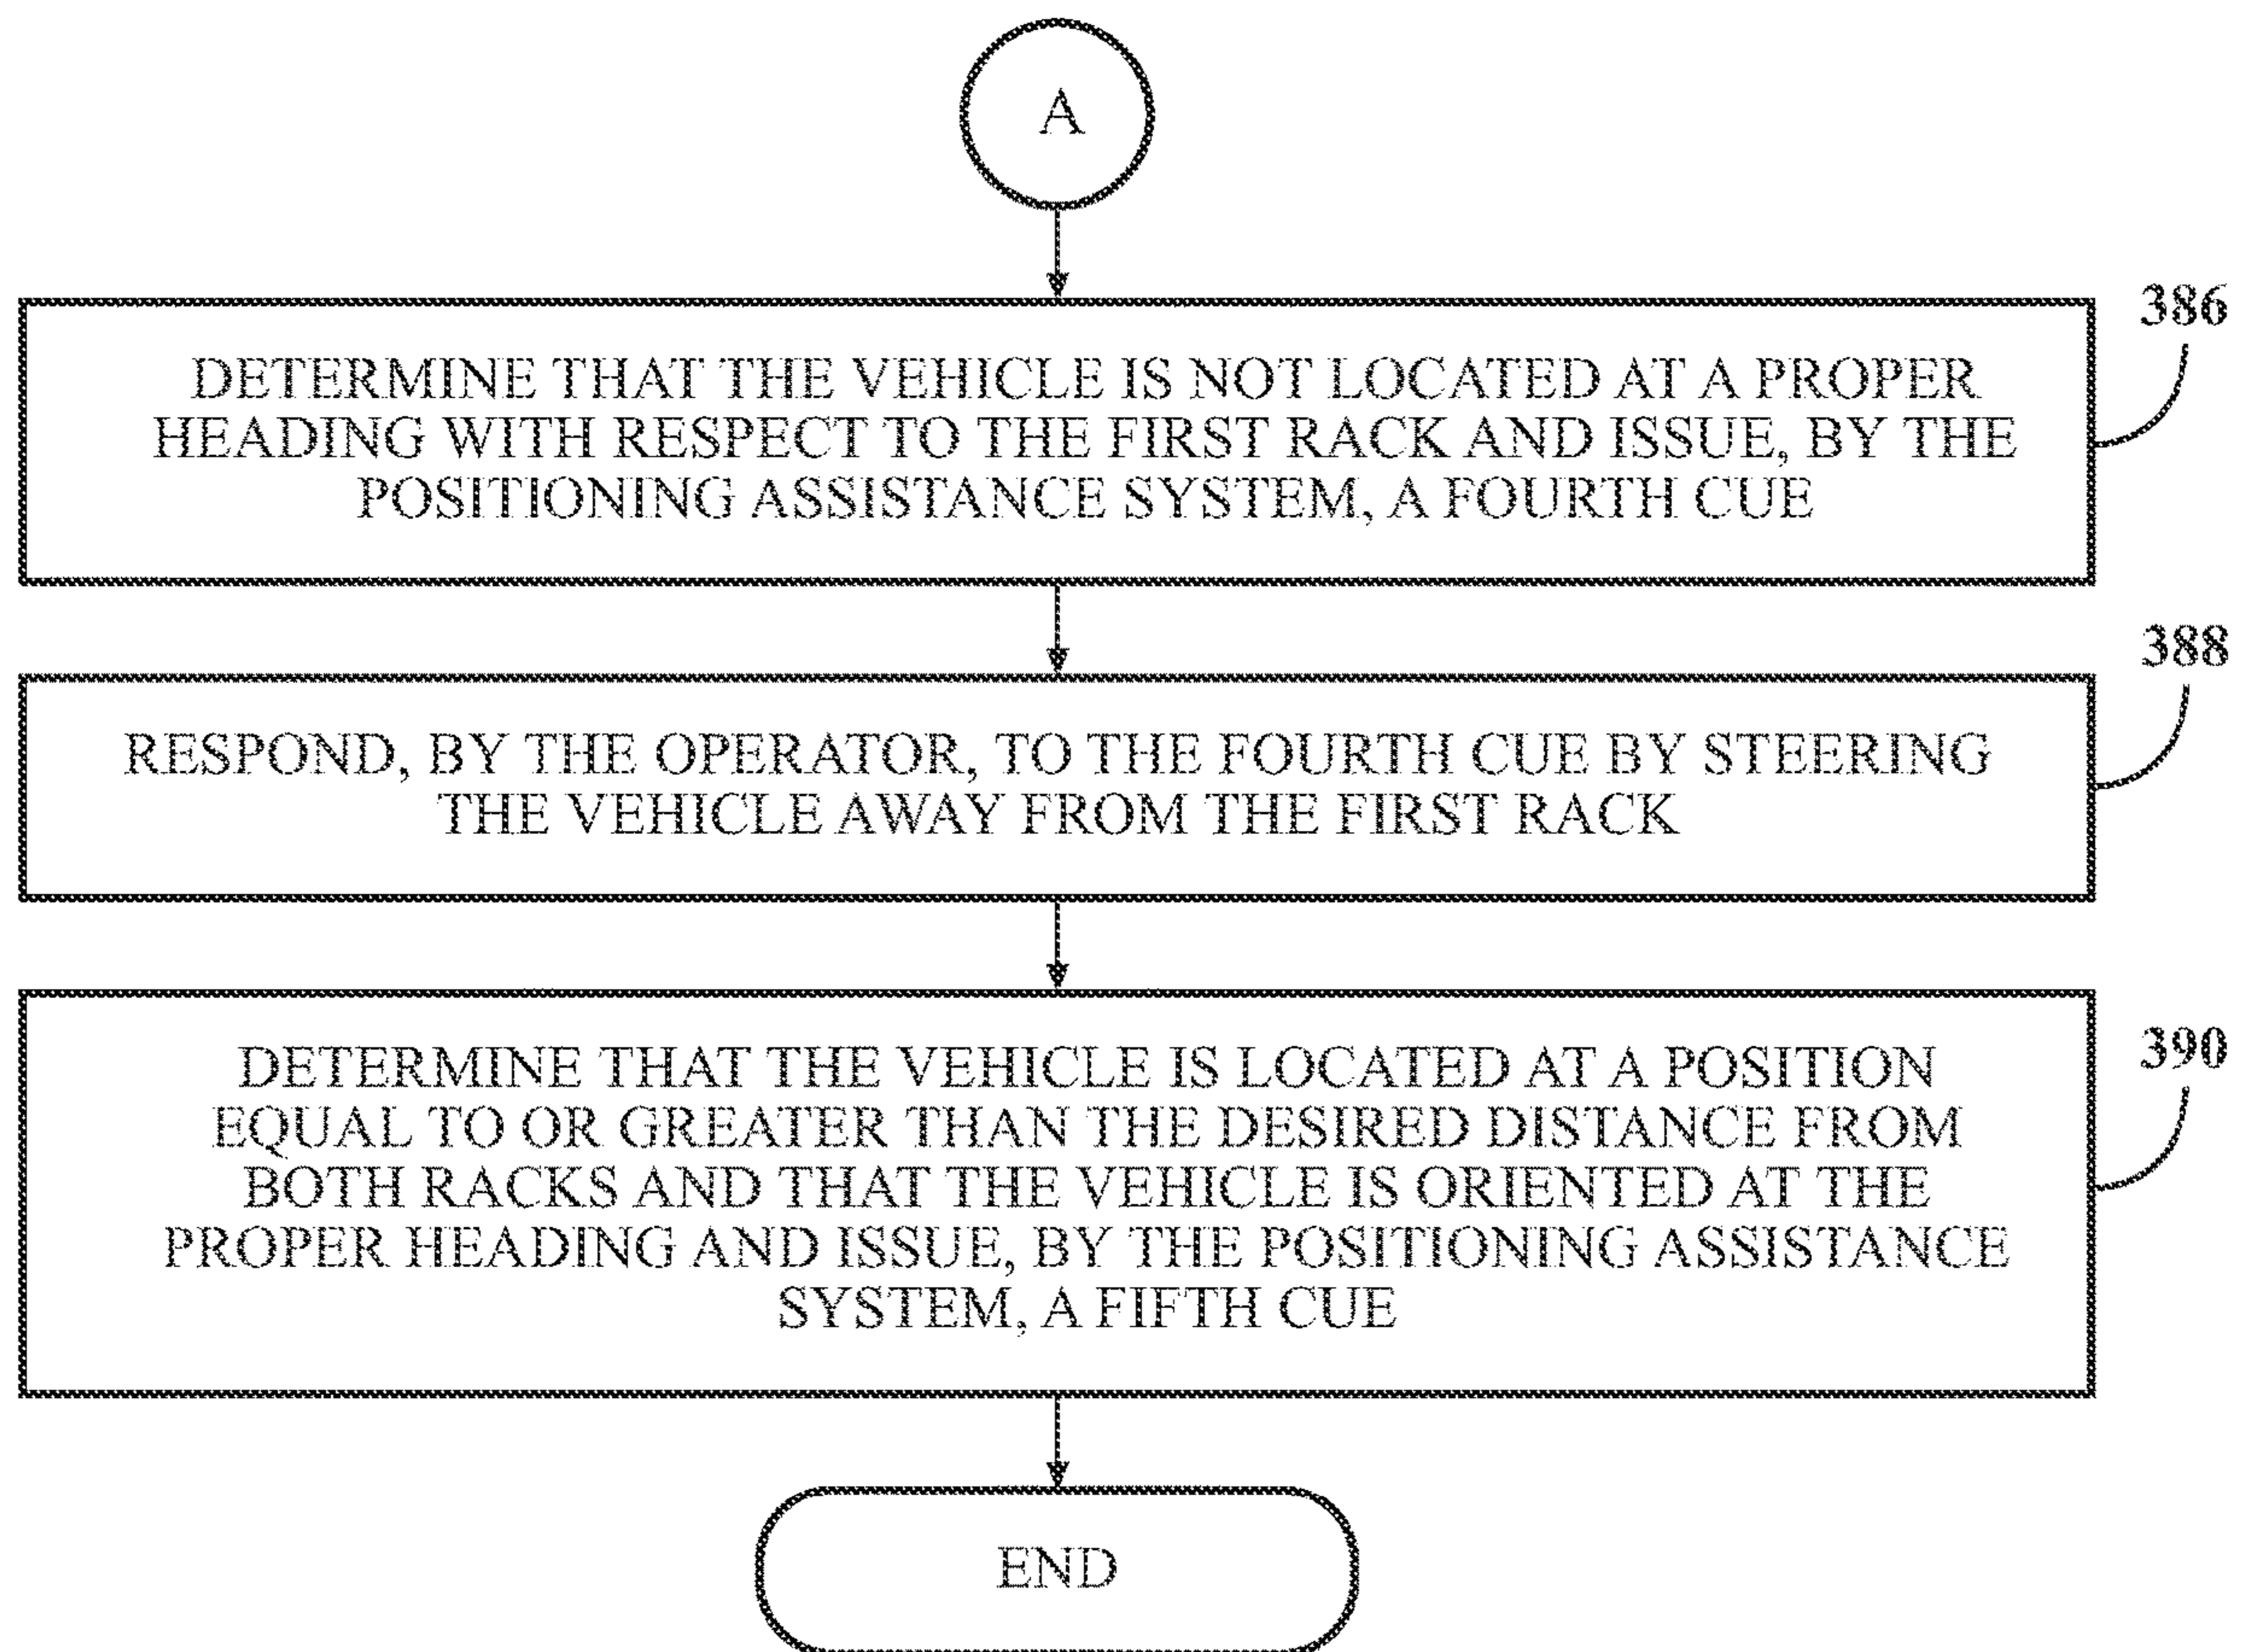 A
386
DETERMINE THAT THE VEHICLE IS NOT LOCATED AT A PROPER
HEADING WITH RESPECT TO THE FIRST RACK AND ISSUE, BY THE
POSITIONING ASSISTANCE SYSTEM, A FOURTH CUE
388
RESPOND, BY THE OPERATOR, TO THE FOURTH CUE BY STEERING
THE VEHICLE AWAY FROM THE FIRST RACK
390
DETERMINE THAT THE VEHICLE IS LOCATED AT A POSITION
EQUAL TO OR GREATER THAN THE DESIRED DISTANCE FROM
BOTH RACKS AND THAT THE VEHICLE IS ORIENTED AT THE
PROPER HEADING AND ISSUE, BY THE POSITIONING ASSISTANCE
SYSTEM, A FIFTH CUE
END